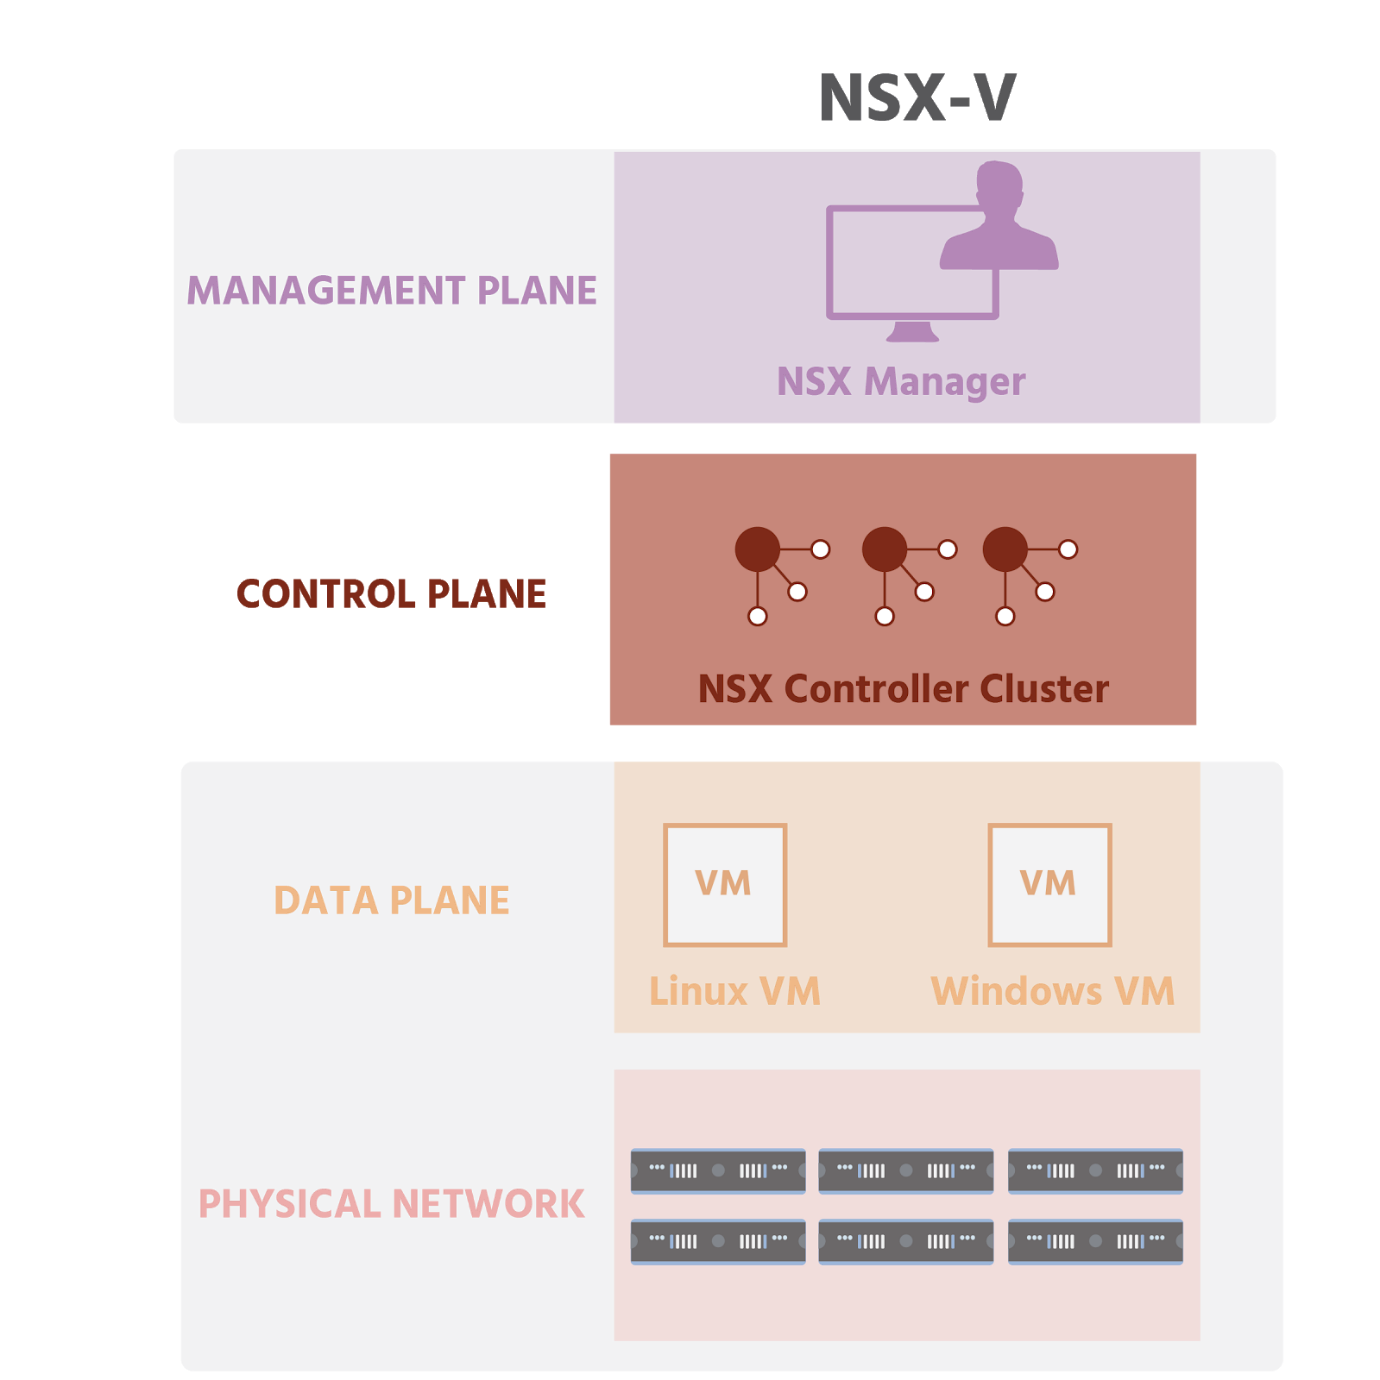 NSX-V
MANAGEMENT PLANE
NSX Manager
CONTROL PLANE
NSX Controller Cluster
DATA PLANE
VM
VM
Linux VM
Windows VM
PHYSICAL NETWORK